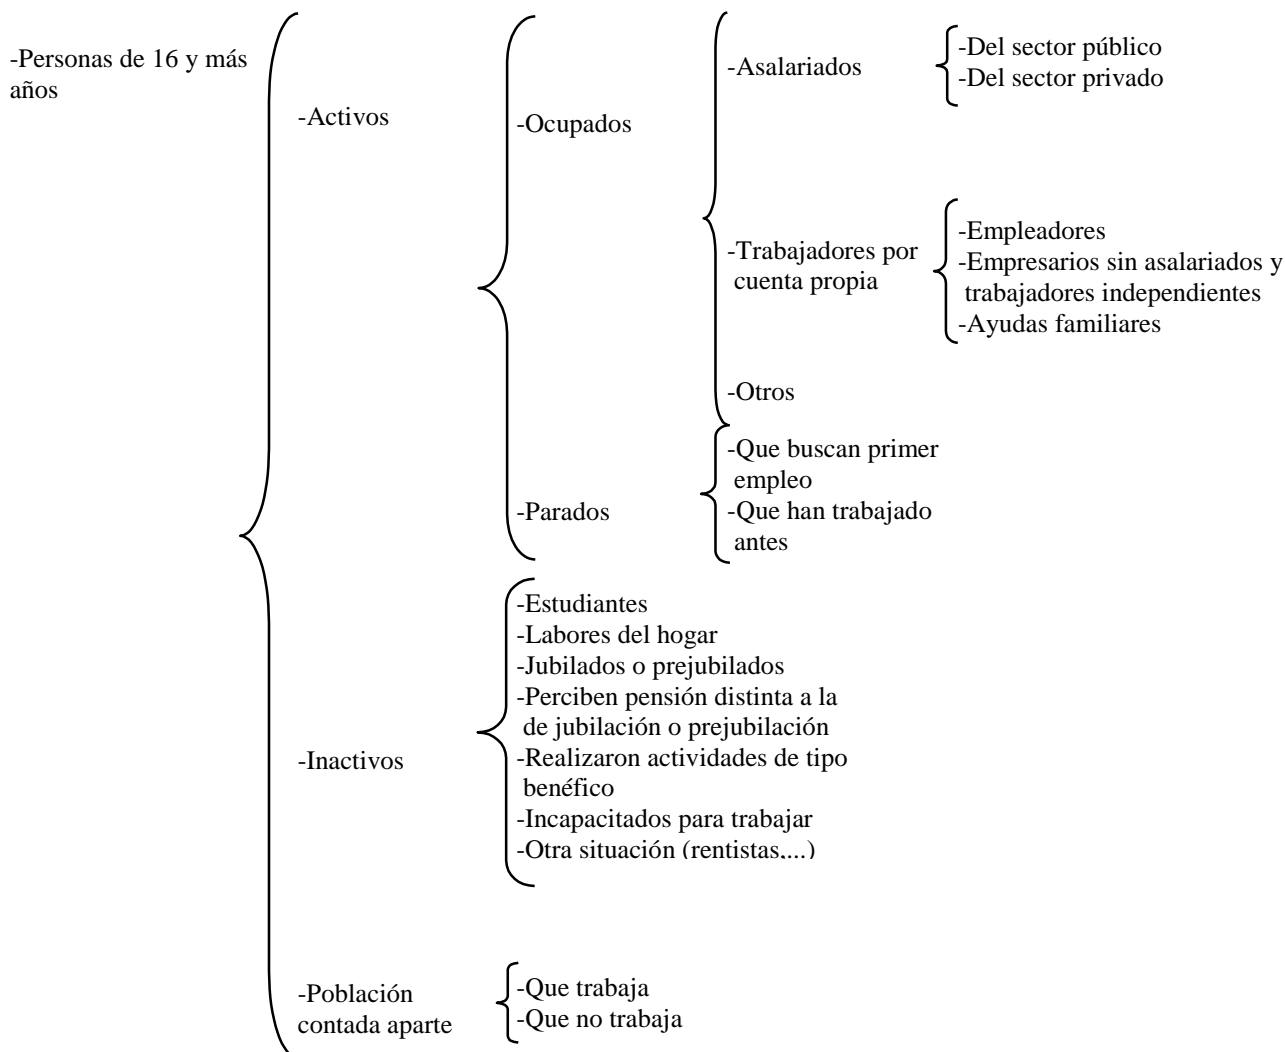 -Personas de 16 y más
años
-Activos
-Ocupados
-Asalariados
-Del sector público
-Del sector privado
-Trabajadores por
cuenta propia
-Empleadores
-Empresarios sin asalariados y
trabajadores independientes
-Ayudas familiares
-Otros
-Parados
-Que buscan primer
empleo
-Que han trabajado
antes
-Inactivos
-Estudiantes
-Labores del hogar
-Jubilados o prejubilados
-Perciben pensión distinta a la
de jubilación o prejubilación
-Realizaron actividades de tipo
benéfico
-Incapacitados para trabajar
-Otra situación (rentistas,...)
-Población
contada aparte
-Que trabaja
-Que no trabaja